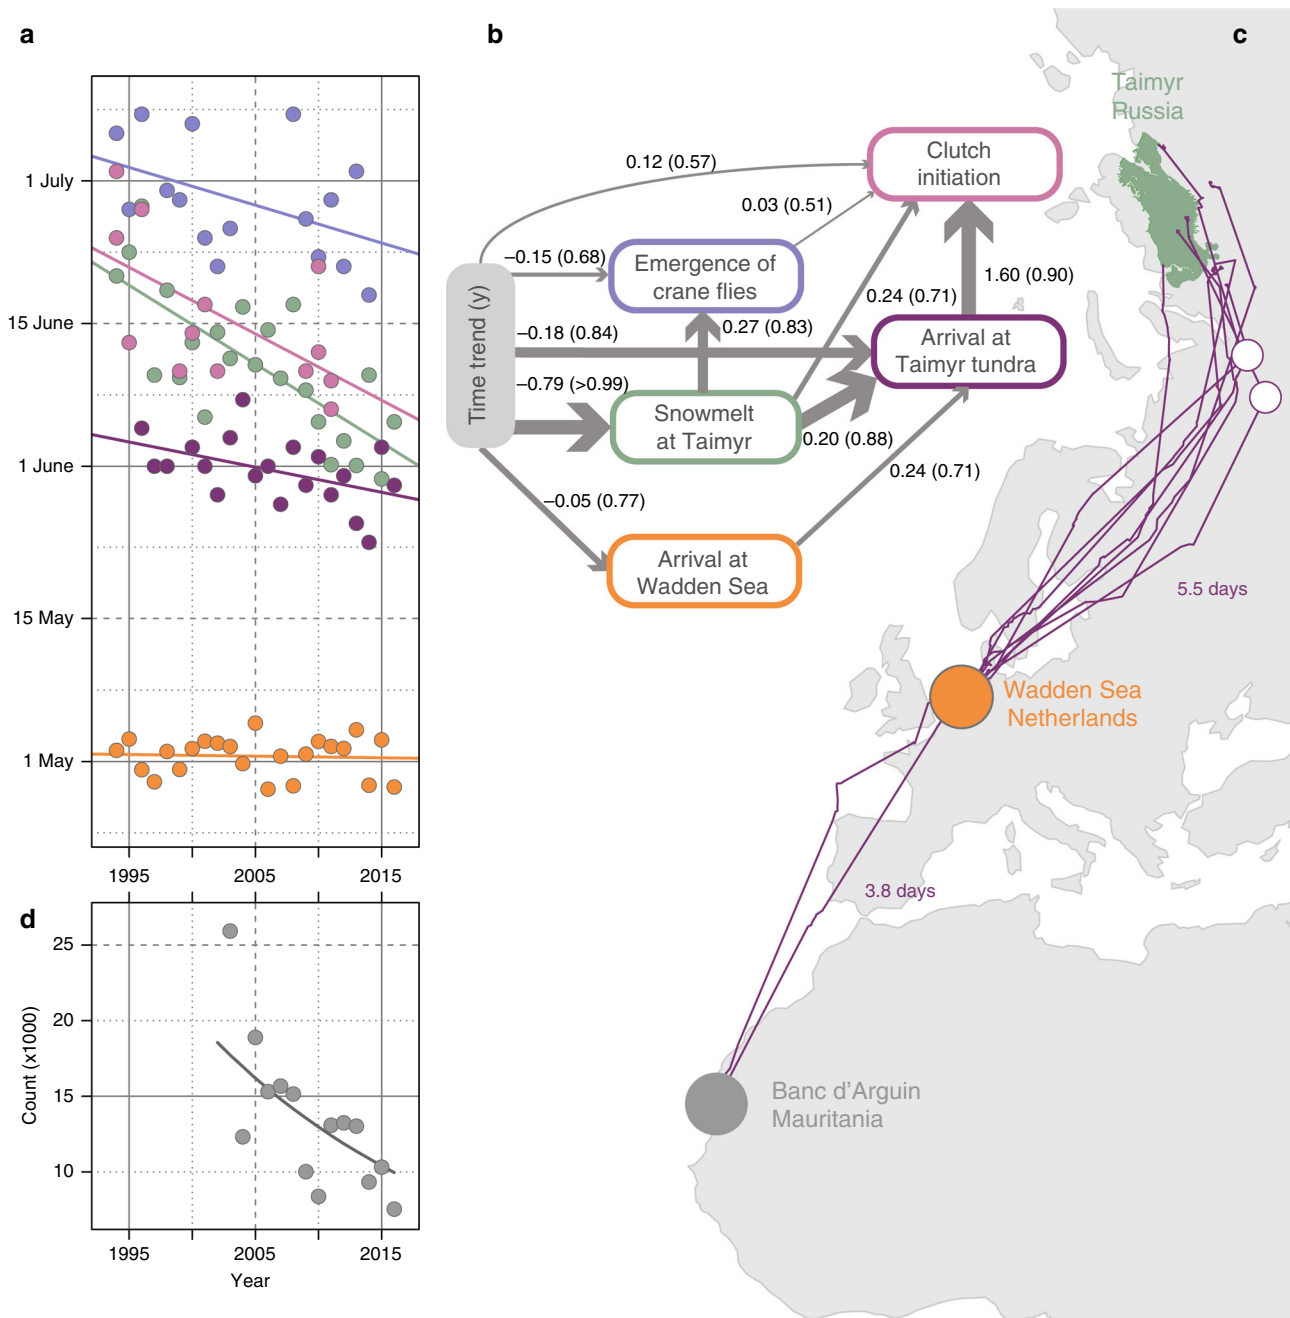 a
1 July
15 June
1 June
15 May
1 May
1995
2005
2015
b
0.12 (0.57)
Clutch
initiation
0.03 (0.51)
–0.15 (0.68)
Emergence of
crane flies
Time trend (y)
–0.18 (0.84)
0.27 (0.83)
0.24 (0.71)
1.60 (0.90)
Arrival at
Taimyr tundra
–0.79 (>0.99)
Snowmelt
at Taimyr
0.20 (0.88)
0.24 (0.71)
–0.05 (0.77)
Arrival at
Wadden Sea
c
Taimyr
Russia
5.5 days
Wadden Sea
Netherlands
3.8 days
Banc d'Arguin
Mauritania
d
25
20
15
10
Count (x1000)
1995
2005
2015
Year